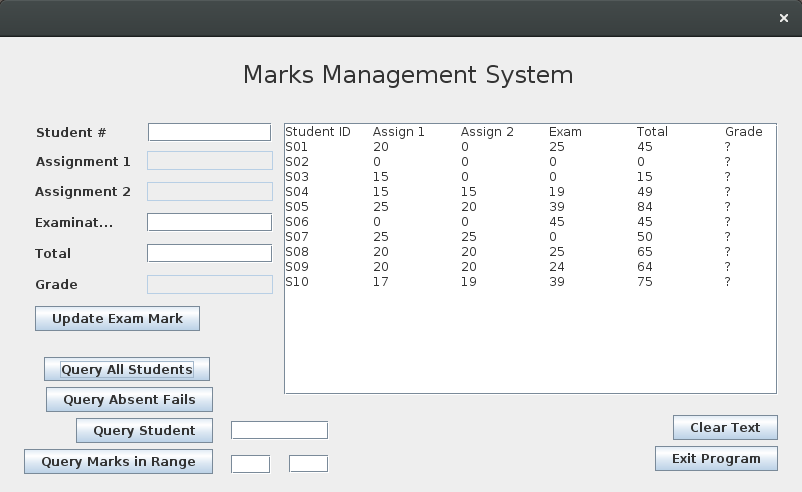 ×
Marks Management System
Student #
Assignment 1
Assignment 2
Examinat...
Total
Grade
Update Exam Mark
Query All Students
Query Absent Fails
Query Student
Query Marks in Range
Student ID Assign 1 Assign 2 Exam Total Grade
S01 20 0 25 45 ?
S02 0 0 0 0 ?
S03 15 0 0 15 ?
S04 15 15 19 49 ?
S05 25 20 39 84 ?
S06 0 0 45 45 ?
S07 25 25 0 50 ?
S08 20 20 25 65 ?
S09 20 20 24 64 ?
S10 17 19 39 75 ?
Clear Text
Exit Program